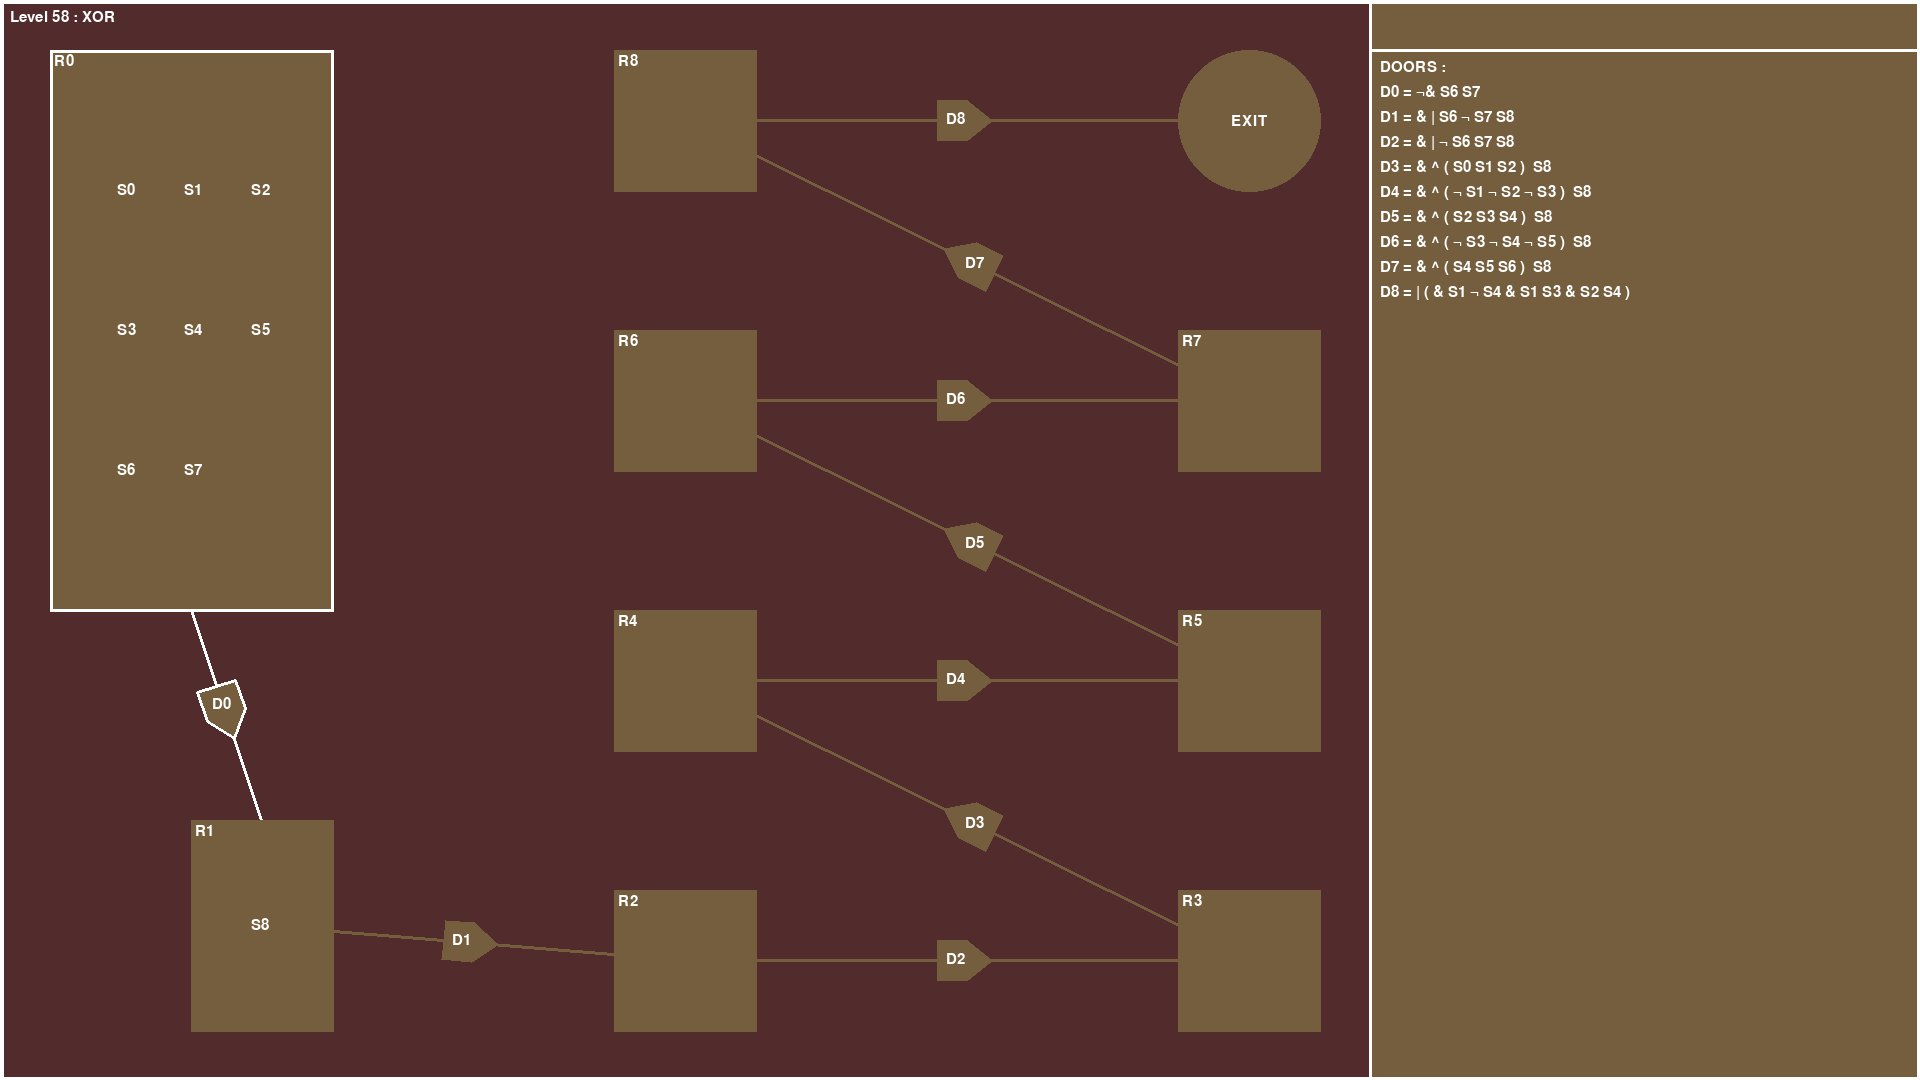 Level 58 : XOR
R0
S0 S1 S2
S3 S4 S5
S6 S7
D0
R1
S8
D1
R8
D8
EXIT
D7
R6
D6
R7
D5
R4
D4
R5
D3
R2
D2
R3
DOORS :
D0 = ¬& S6 S7
D1 = & | S6 ¬ S7 S8
D2 = & | ¬ S6 S7 S8
D3 = & ^ ( S0 S1 S2 )  S8
D4 = & ^ ( ¬ S1 ¬ S2 ¬ S3 )  S8
D5 = & ^ ( S2 S3 S4 )  S8
D6 = & ^ ( ¬ S3 ¬ S4 ¬ S5 )  S8
D7 = & ^ ( S4 S5 S6 )  S8
D8 = | ( & S1 ¬ S4 & S1 S3 & S2 S4 )